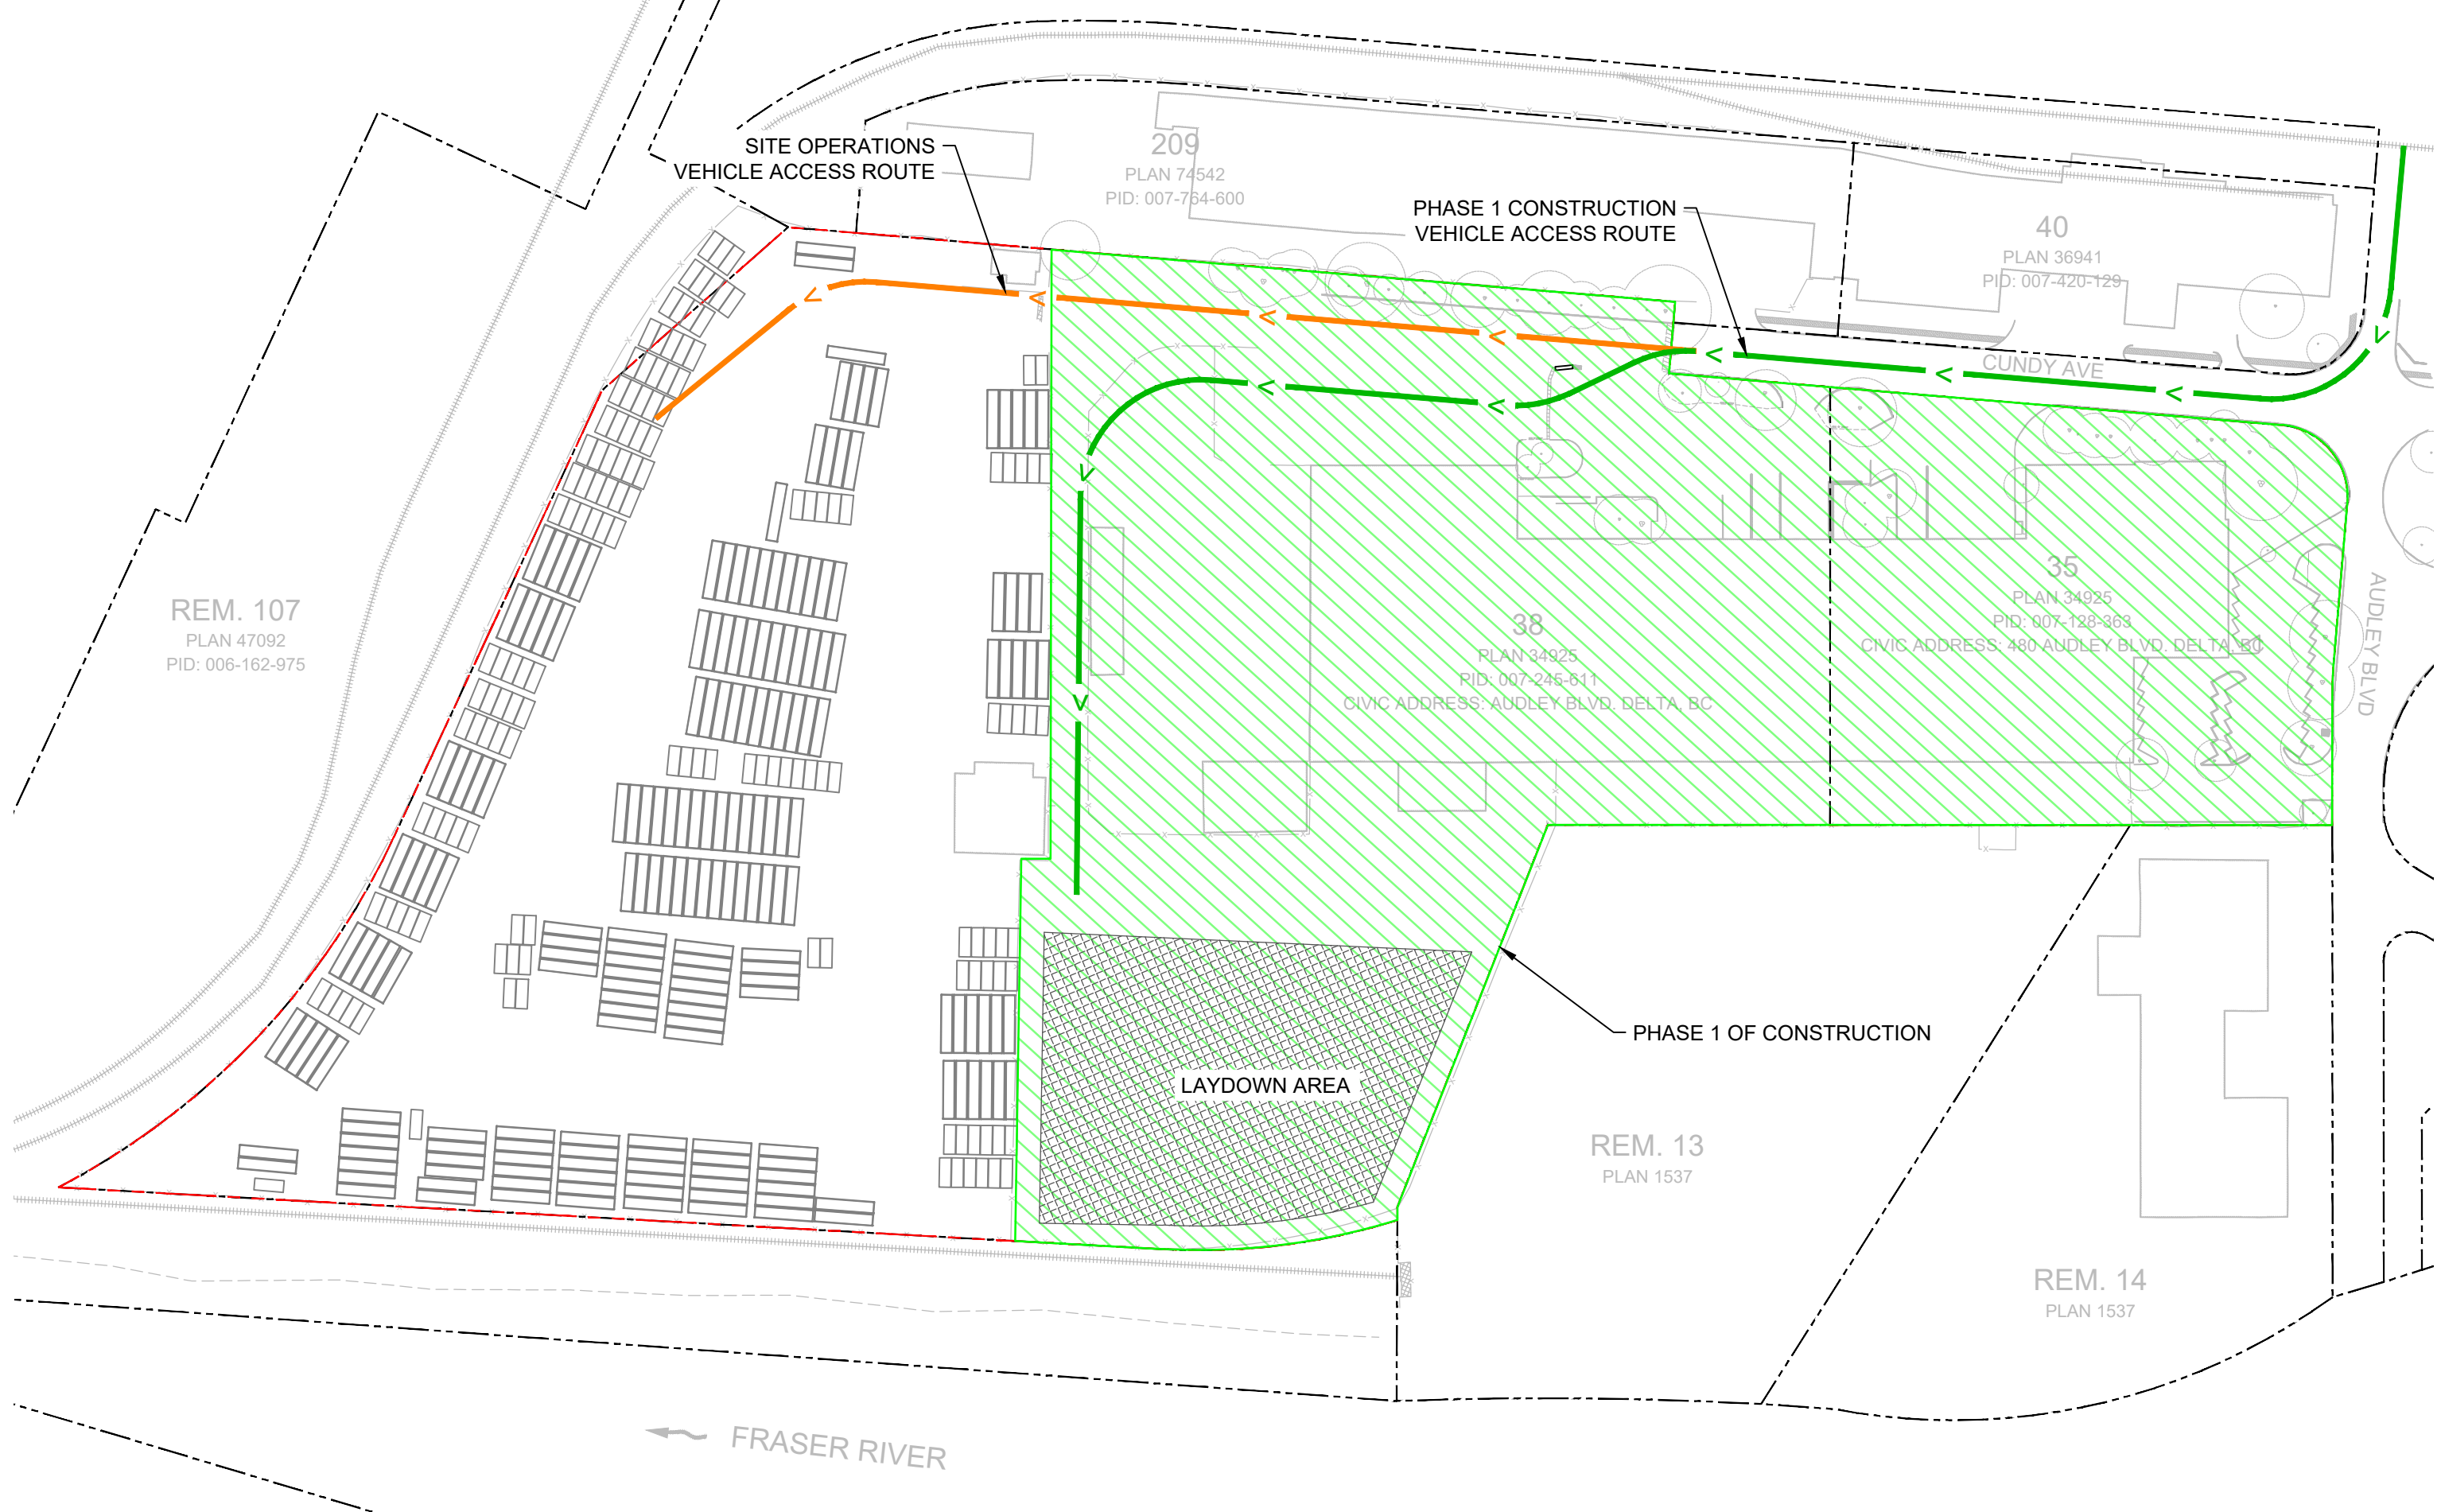 SITE OPERATIONS
VEHICLE ACCESS ROUTE
209
PLAN 74542
PID: 007-764-600
PHASE 1 CONSTRUCTION
VEHICLE ACCESS ROUTE
40
PLAN 36941
PID: 007-420-129
CUNDY AVE
REM. 107
PLAN 47092
PID: 006-162-975
38
PLAN 34925
PID: 007-245-611
CIVIC ADDRESS: AUDLEY BLVD. DELTA, BC
35
PLAN 34925
PID: 007-128-363
CIVIC ADDRESS: 480 AUDLEY BLVD. DELTA, BC
AUDLEY BLVD
PHASE 1 OF CONSTRUCTION
LAYDOWN AREA
REM. 13
PLAN 1537
REM. 14
PLAN 1537
FRASER RIVER